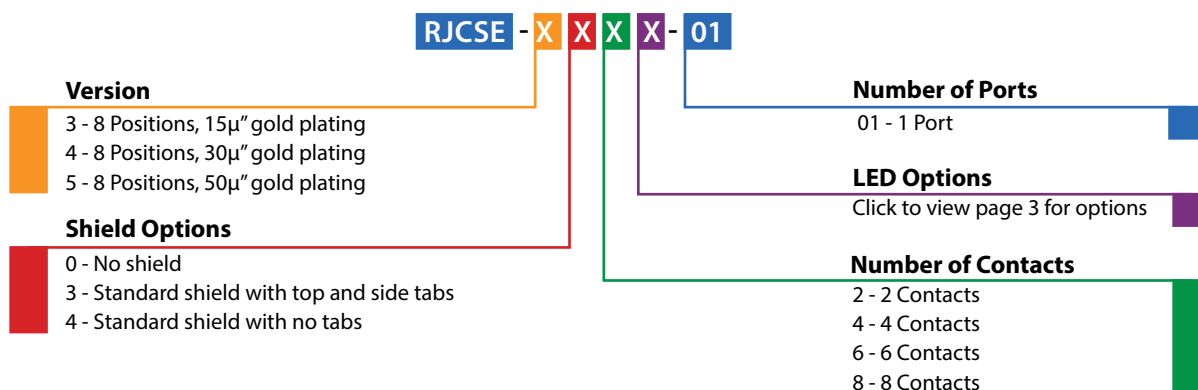 RJCSE - X X X X - 01
Version
3 - 8 Positions, 15µ” gold plating
4 - 8 Positions, 30µ” gold plating
5 - 8 Positions, 50µ” gold plating
Shield Options
0 - No shield
3 - Standard shield with top and side tabs
4 - Standard shield with no tabs
Number of Ports
01 - 1 Port
LED Options
Click to view page 3 for options
Number of Contacts
2 - 2 Contacts
4 - 4 Contacts
6 - 6 Contacts
8 - 8 Contacts